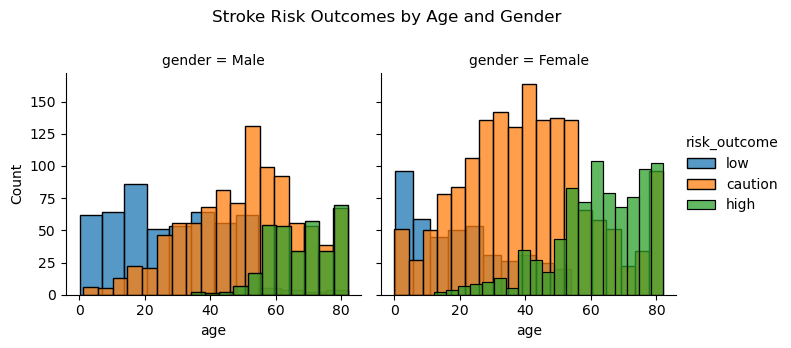 Stroke Risk Outcomes by Age and Gender
gender = Male
gender = Female
150
125
100
75
50
25
0
Count
0 20 40 60 80
age
0 20 40 60 80
age
risk_outcome
low
caution
high